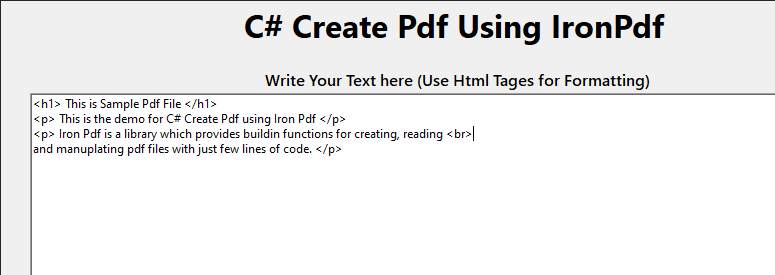 C# Create Pdf Using IronPdf
Write Your Text here (Use Html Tages for Formatting)
<h1> This is Sample Pdf File </h1>
<p> This is the demo for C# Create Pdf using Iron Pdf </p>
<p> Iron Pdf is a library which provides buildin functions for creating, reading <br>
and manuplating pdf files with just few lines of code. </p>